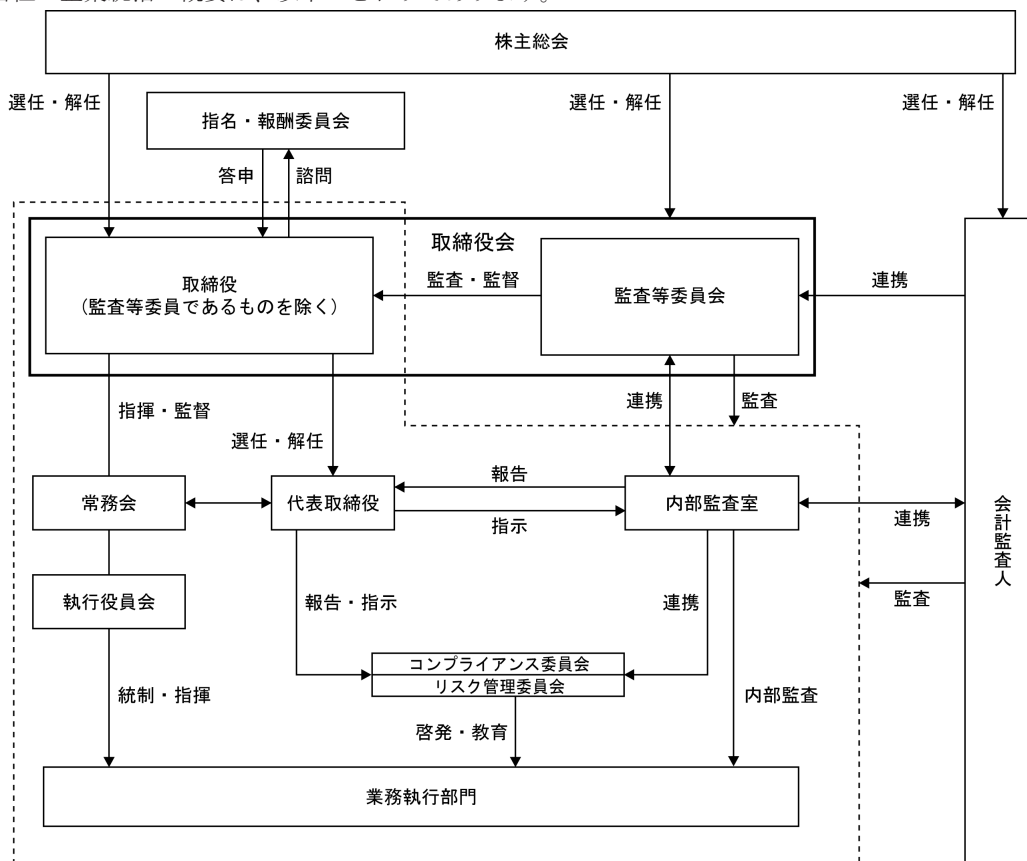 株主総会
選任・解任
選任・解任
選任・解任
指名・報酬委員会
答申
諮問
取締役会
取締役
（監査等委員であるものを除く）
監査・監督
監査等委員会
連携
指揮・監督
選任・解任
連携
監査
常務会
代表取締役
報告
指示
内部監査室
連携
会計監査人
監査
執行役員会
報告・指示
連携
コンプライアンス委員会
リスク管理委員会
統制・指揮
啓発・教育
内部監査
業務執行部門